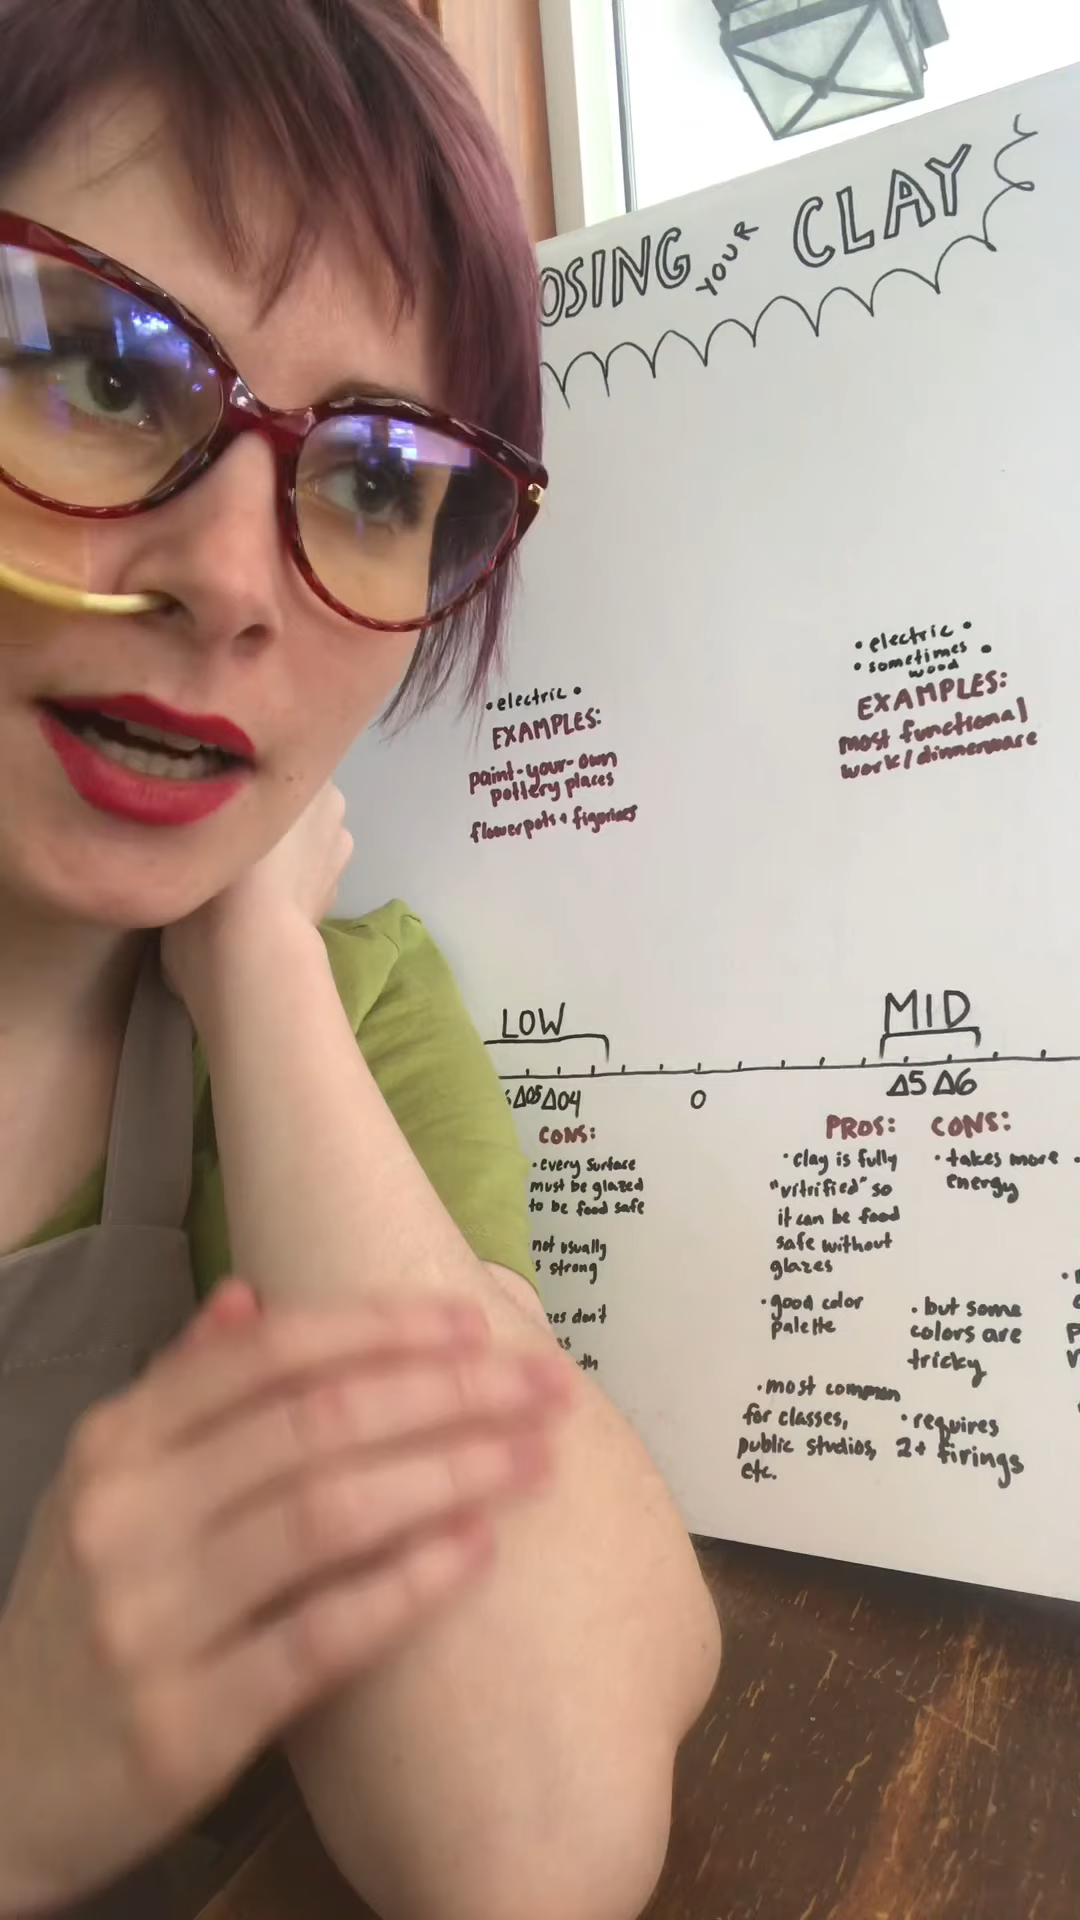 OSING YOUR CLAY
• electric •
EXAMPLES:
paint-your-own
pottery places
flowerpots + figurines
• electric •
• sometimes •
wood
EXAMPLES:
most functional
work/dinnerware
LOW
Δ05 Δ04
0
MID
Δ5 Δ6
CONS:
• every surface
must be glazed
to be food safe
not usually
s strong
don't
PROS:
• clay is fully
"vitrified" so
it can be food
safe without
glazes
• good color
palette
• most common
for classes,
public studios,
etc.
CONS:
• takes more
energy
• but some
colors are
tricky
• requires
2+ firings